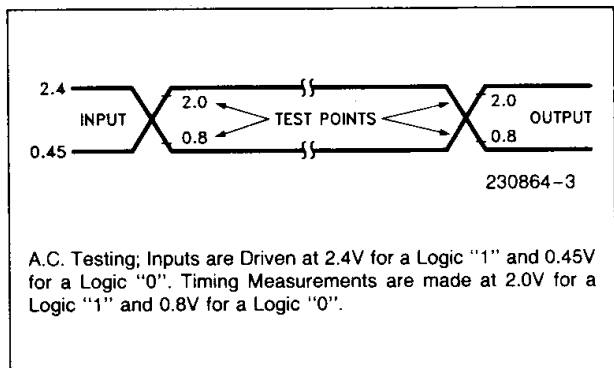 2.4
2.0
2.0
INPUT
TEST POINTS
OUTPUT
0.8
0.8
0.45
230864-3
A.C. Testing; Inputs are Driven at 2.4V for a Logic "1" and 0.45V
for a Logic "0". Timing Measurements are made at 2.0V for a
Logic "1" and 0.8V for a Logic "0".